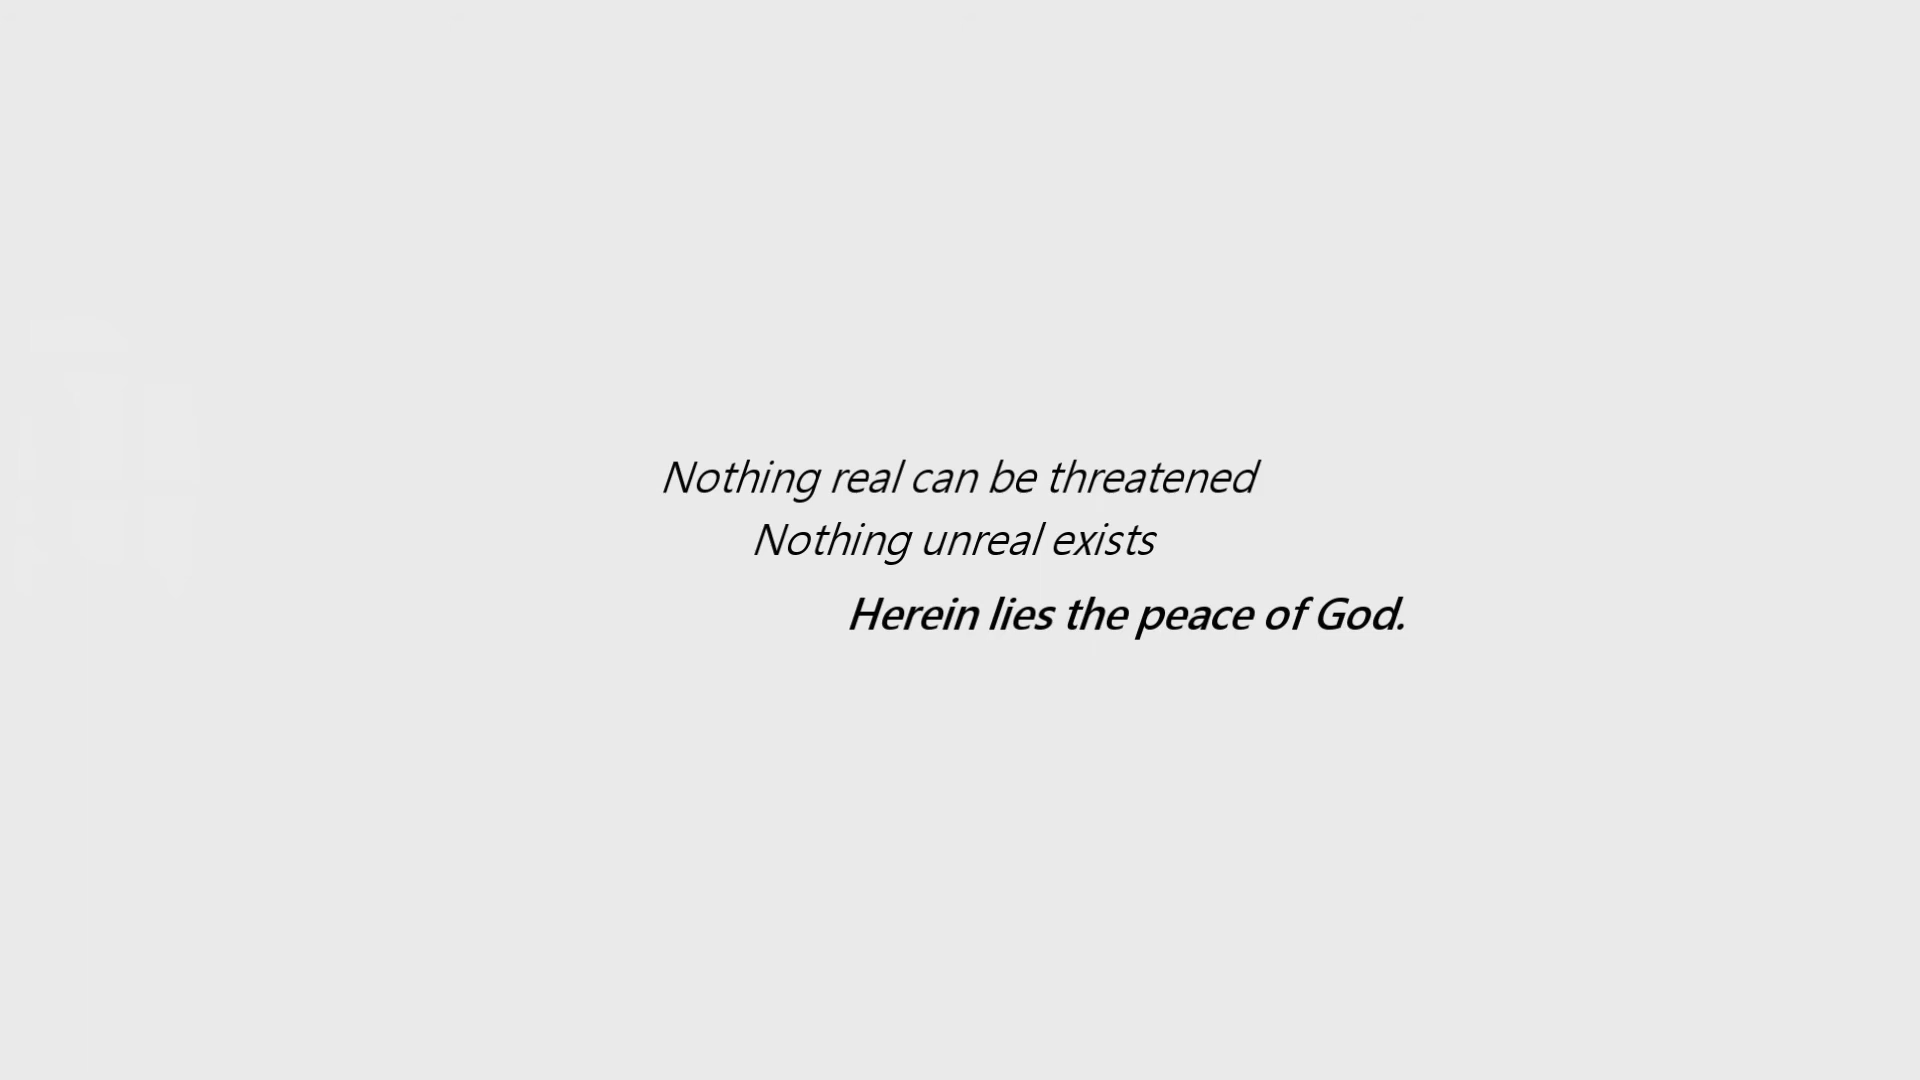 Nothing real can be threatened
Nothing unreal exists
Herein lies the peace of God.